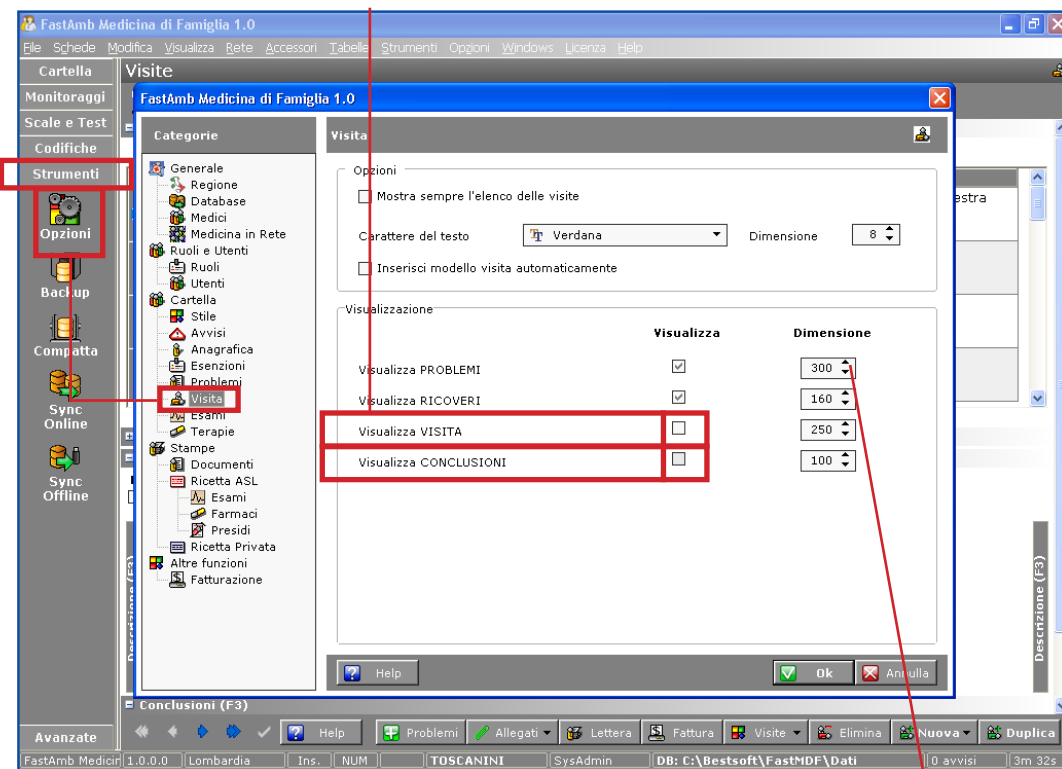 FastAmb Medicina di Famiglia 1.0
File Schede Modifica Visualizza Rete Accessori Tabelle Strumenti Opzioni Windows Licenza Help
Cartella
Visite
Monitoraggi
Scale e Test
Codifiche
Strumenti
Opzioni
Backup
Compatta
Sync
Online
Sync
Offline
Avanzate
FastAmb Medicina di Famiglia 1.0
Categorie
Generale
Regione
Database
Medici
Medicina in Rete
Ruoli e Utenti
Ruoli
Utenti
Cartella
Stile
Avvisi
Anagrafica
Esenzioni
Problemi
Visita
Esami
Terapie
Stampe
Documenti
Ricetta ASL
Esami
Farmaci
Presidi
Ricetta Privata
Altre funzioni
Fatturazione
Visita
Opzioni
Mostra sempre l'elenco delle visite
Carattere del testo Verdana Dimensione 8
Inserisci modello visita automaticamente
Visualizzazione
Visualizza Dimensione
Visualizza PROBLEMI 300
Visualizza RICOVERI 160
Visualizza VISITA 250
Visualizza CONCLUSIONI 100
Help Ok Annulla
estra
Descrizione (F3)
Descrizione (F3)
Conclusioni (F3)
Help Problemi Allegati Lettera Fattura Visite Elimina Nuova Duplica
FastAmb Medicir 1.0.0.0 Lombardia Ins. NUM TOSCANINI SysAdmin DB: C:\Bestsoft\FastMDF\Dati 0 avvisi 3m 32s